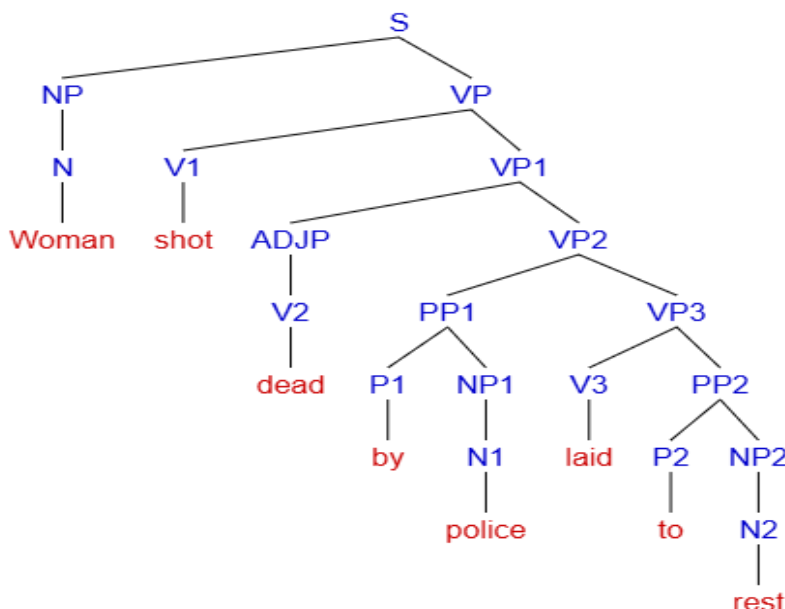 S
NP VP
N V1 VP1
Woman shot ADJP VP2
V2 PP1 VP3
dead P1 NP1 V3 PP2
by N1 laid P2 NP2
police to N2
rest